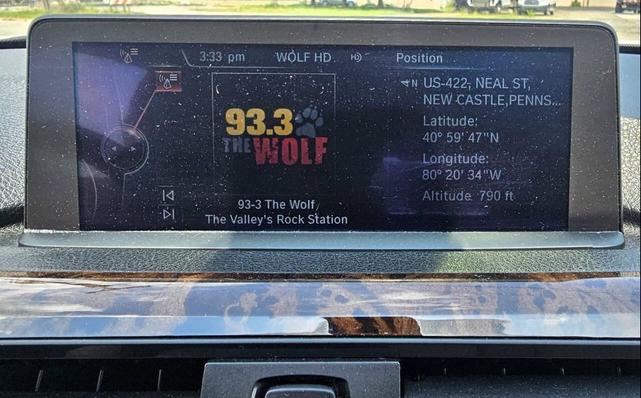 3:33 pm
WOLF HD
Position
N
US-422, NEAL ST,
NEW CASTLE,PENNS...
Latitude:
40° 59' 47"N
Longitude:
80° 20' 34"W
Altitude 790 ft
93.3
THE WOLF
93-3 The Wolf
The Valley's Rock Station